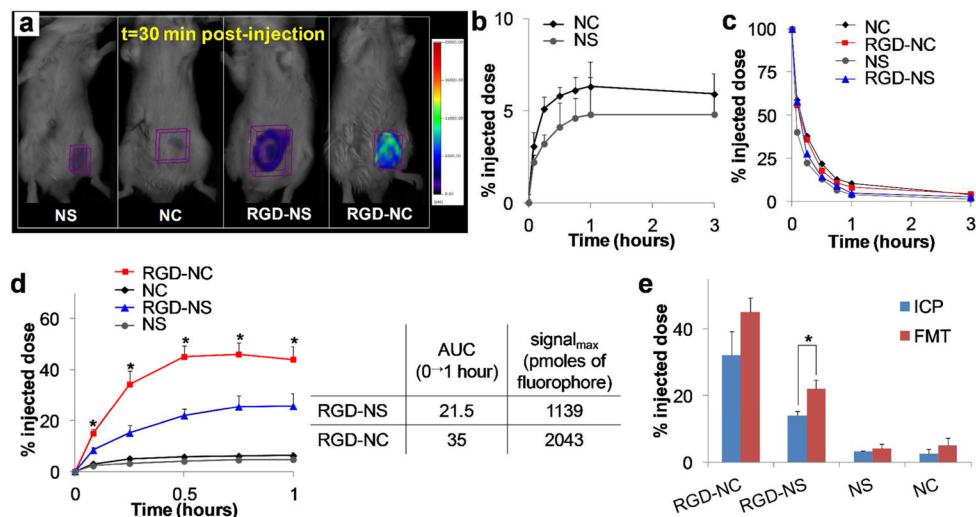 a
t=30 min post-injection
NS
NC
RGD-NS
RGD-NC
b
NC
NS
% injected dose
10
5
0
0 1 2 3
Time (hours)
c
NC
RGD-NC
NS
RGD-NS
% injected dose
100
75
50
25
0
0 1 2 3
Time (hours)
d
RGD-NC
NC
RGD-NS
NS
% injected dose
60
40
20
0
* * * * *
0 0.5 1
Time (hours)
AUC (0→1 hour)
signalmax (pmoles of fluorophore)
RGD-NS 21.5 1139
RGD-NC 35 2043
e
ICP
FMT
% injected dose
40
20
0
*
RGD-NC
RGD-NS
NS
NC